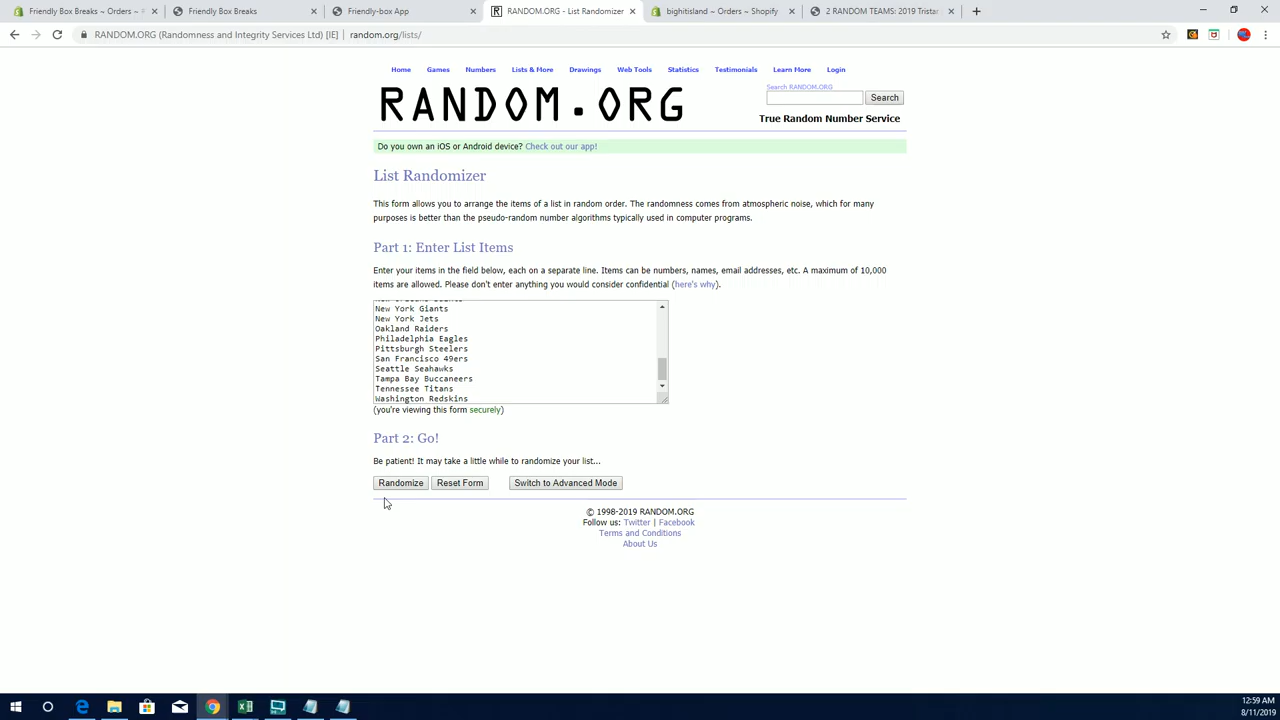 Friendly Box Breaks ~ Orders ~
Friendly Box Breaks
Friendly-box App
RANDOM.ORG - List Randomizer
bighitisland ~ Orders ~ Shopify
2 RANDOM TEAMS: 2019 Tristar
RANDOM.ORG (Randomness and Integrity Services Ltd) [IE] | random.org/lists/
Home Games Numbers Lists & More Drawings Web Tools Statistics Testimonials Learn More Login
RANDOM.ORG
Search RANDOM.ORG
Search
True Random Number Service
Do you own an iOS or Android device? Check out our app!
List Randomizer
This form allows you to arrange the items of a list in random order. The randomness comes from atmospheric noise, which for many
purposes is better than the pseudo-random number algorithms typically used in computer programs.
Part 1: Enter List Items
Enter your items in the field below, each on a separate line. Items can be numbers, names, email addresses, etc. A maximum of 10,000
items are allowed. Please don't enter anything you would consider confidential (here's why).
New York Giants
New York Jets
Oakland Raiders
Philadelphia Eagles
Pittsburgh Steelers
San Francisco 49ers
Seattle Seahawks
Tampa Bay Buccaneers
Tennessee Titans
Washington Redskins
(you're viewing this form securely)
Part 2: Go!
Be patient! It may take a little while to randomize your list...
Randomize Reset Form Switch to Advanced Mode
© 1998-2019 RANDOM.ORG
Follow us: Twitter | Facebook
Terms and Conditions
About Us
12:59 AM
8/11/2019